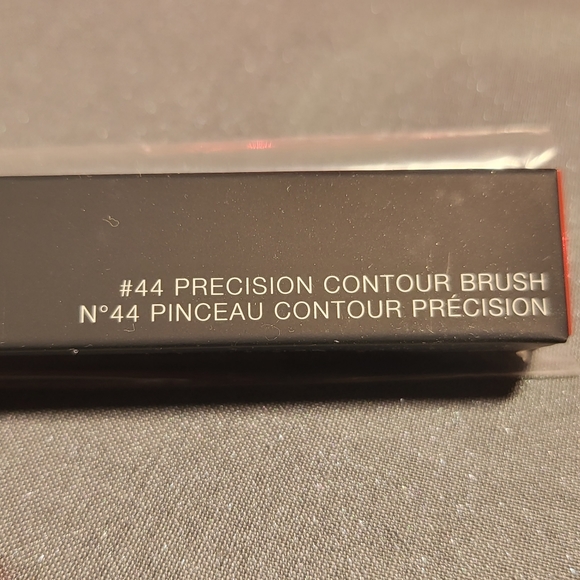 #44 PRECISION CONTOUR BRUSH
N°44 PINCEAU CONTOUR PRÉCISION